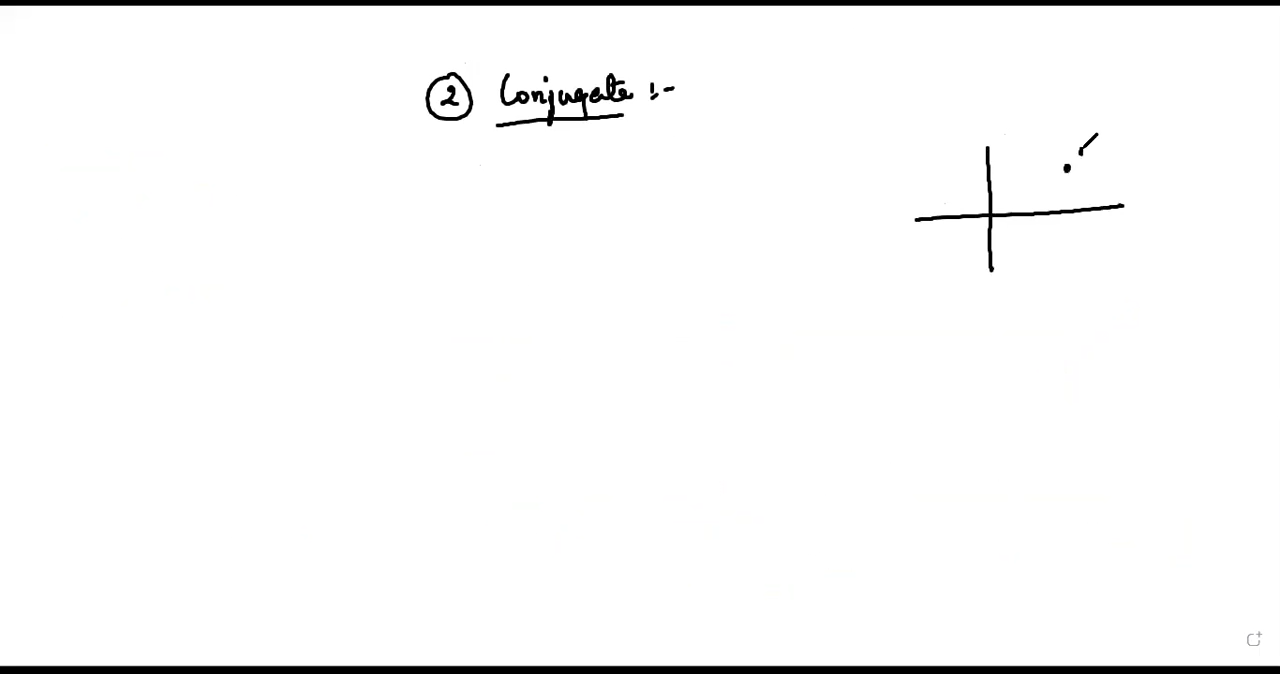 ② Conjugate :-